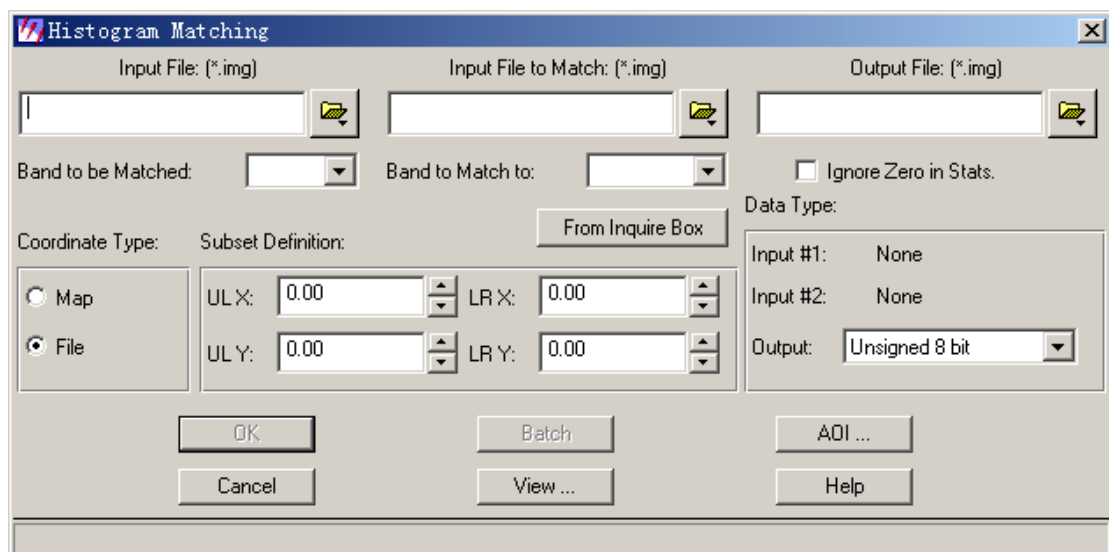 Histogram Matching
Input File: (*.img) Input File to Match: (*.img) Output File: (*.img)
Band to be Matched: Band to Match to: Ignore Zero in Stats.
Data Type:
Coordinate Type: Subset Definition: From Inquire Box
Input #1: None
Map UL X: 0.00 LR X: 0.00
Input #2: None
File UL Y: 0.00 LR Y: 0.00 Output: Unsigned 8 bit
OK Batch AOI ...
Cancel View ... Help